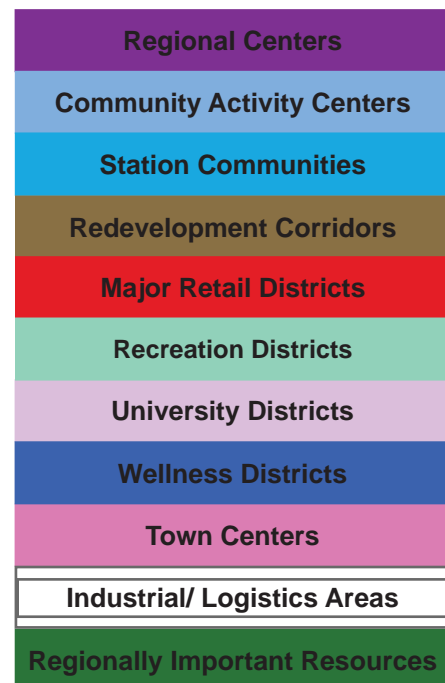 Regional Centers
Community Activity Centers
Station Communities
Redevelopment Corridors
Major Retail Districts
Recreation Districts
University Districts
Wellness Districts
Town Centers
Industrial/ Logistics Areas
Regionally Important Resources